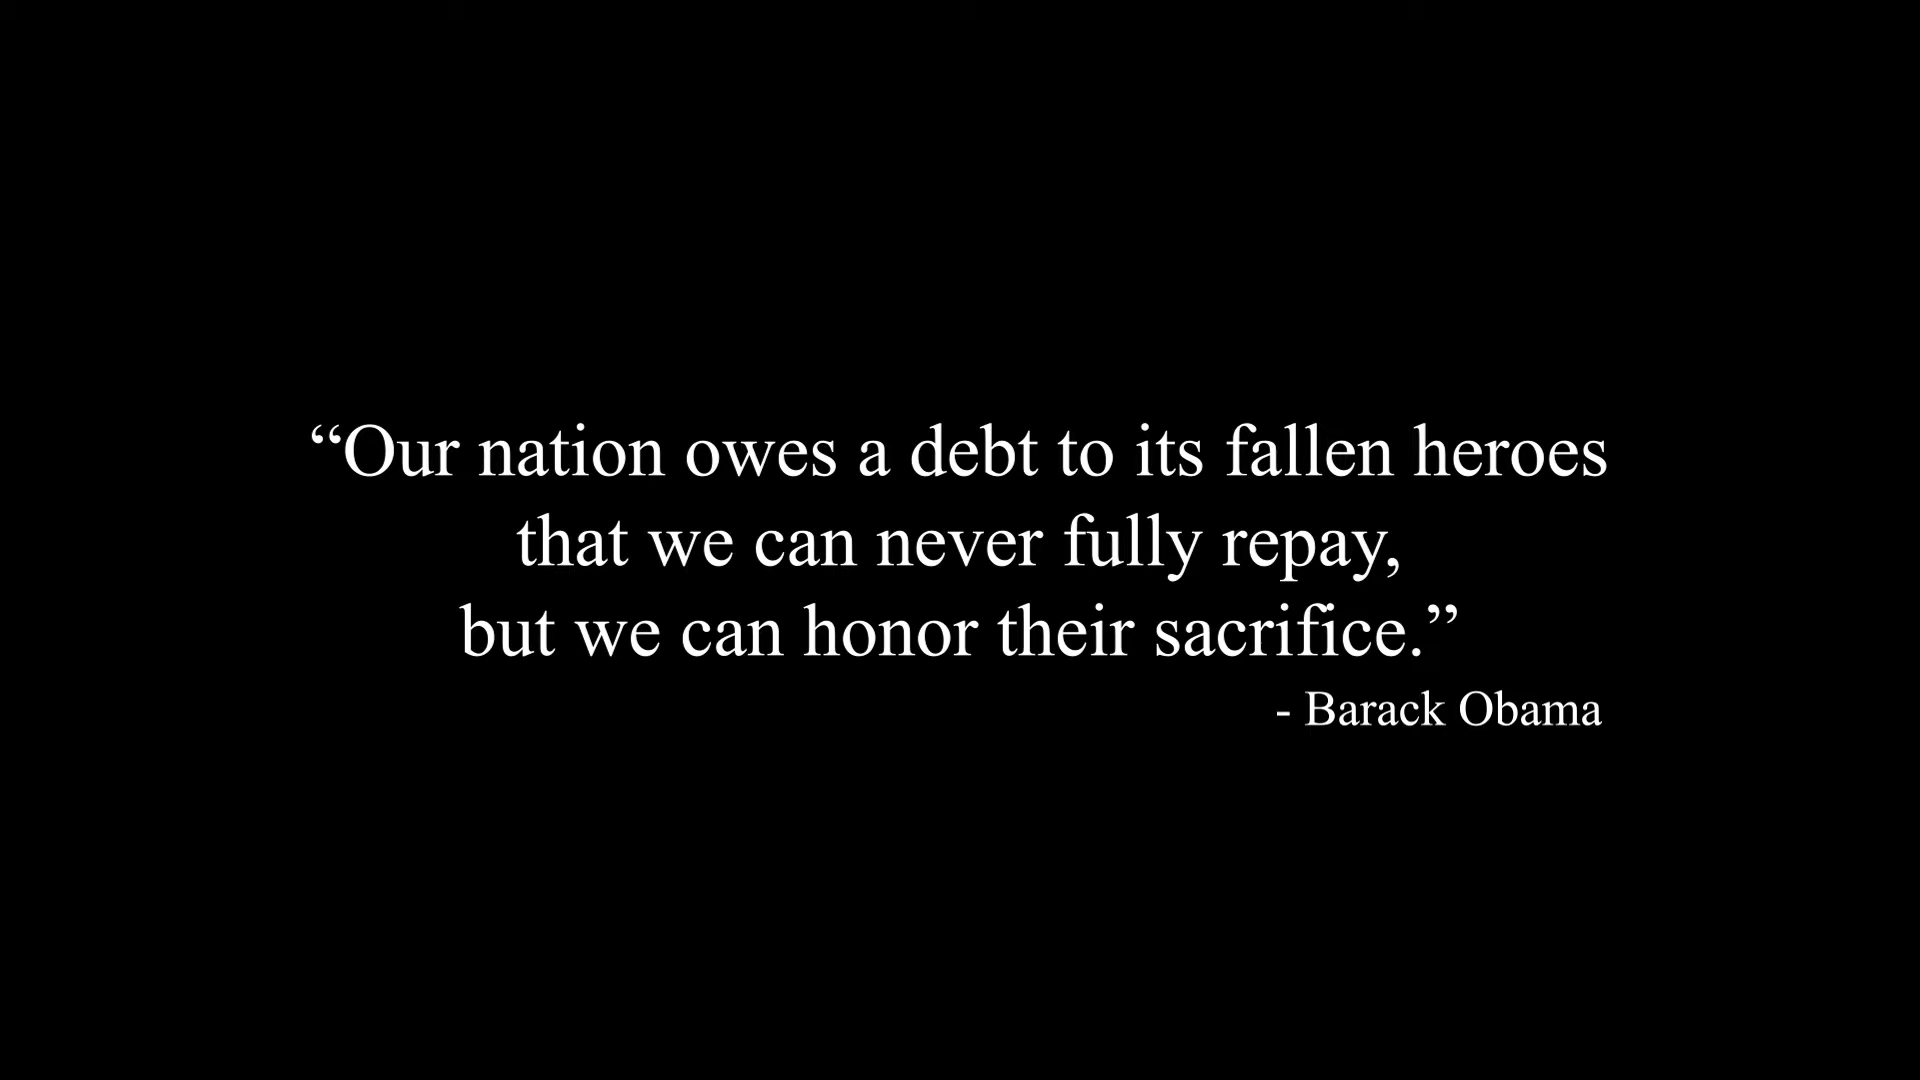 “Our nation owes a debt to its fallen heroes
that we can never fully repay,
but we can honor their sacrifice.”
- Barack Obama